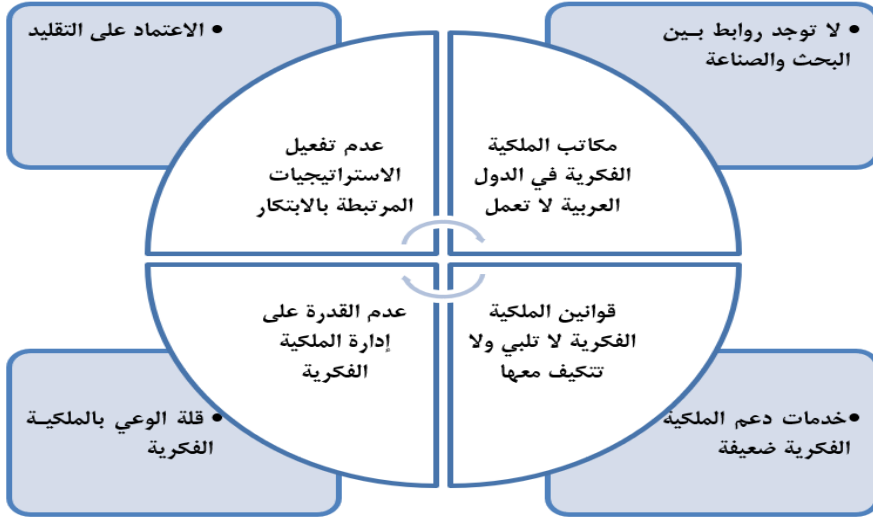 • لا توجد روابط بـين
البحث والصناعة
• الاعتماد على التقليد
مكاتب الملكية
الفكرية في الدول
العربية لا تعمل
عدم تفعيل
الاستراتيجيات
المرتبطة بالابتكار
قوانين الملكية
الفكرية لا تلبي ولا
تتكيف معها
عدم القدرة على
إدارة الملكية
الفكرية
•خدمات دعم الملكية
الفكرية ضعيفة
• قلة الوعي بالملكيـة
الفكرية